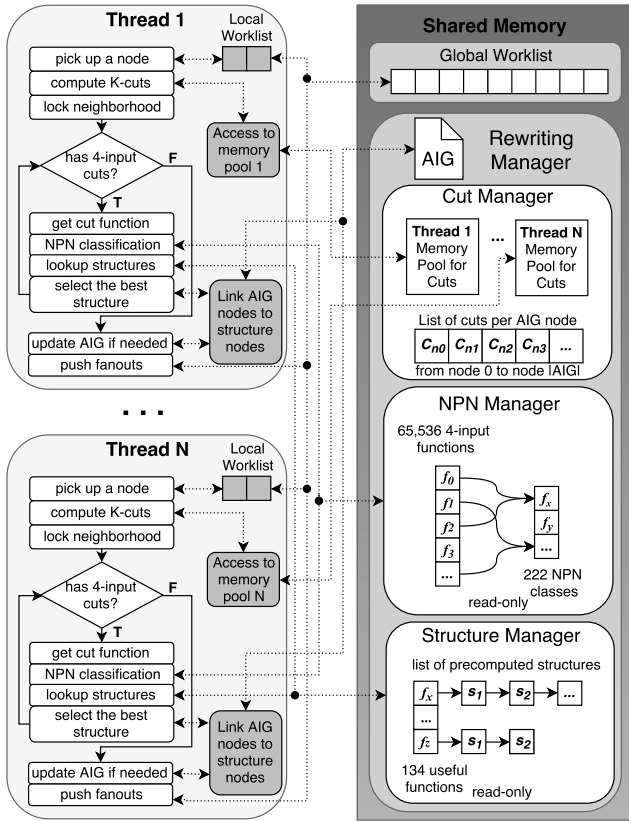 Thread 1
Local
Worklist
pick up a node
compute K-cuts
lock neighborhood
Access to
memory
pool 1
has 4-input
cuts?
F
T
get cut function
NPN classification
lookup structures
select the best
structure
Link AIG
nodes to
structure
nodes
update AIG if needed
push fanouts
...
Thread N
Local
Worklist
pick up a node
compute K-cuts
lock neighborhood
Access to
memory
pool N
has 4-input
cuts?
F
T
get cut function
NPN classification
lookup structures
select the best
structure
Link AIG
nodes to
structure
nodes
update AIG if needed
push fanouts
Shared Memory
Global Worklist
AIG
Rewriting
Manager
Cut Manager
Thread 1
Memory
Pool for
Cuts
...
Thread N
Memory
Pool for
Cuts
List of cuts per AIG node
Cn0 Cn1 Cn2 Cn3 ...
from node 0 to node |AIG|
NPN Manager
65,536 4-input
functions
f0
f1
f2
f3
...
fx
fy
...
222 NPN
classes
read-only
Structure Manager
list of precomputed structures
fx s1 s2 ...
...
fz s1 s2
134 useful
functions
read-only